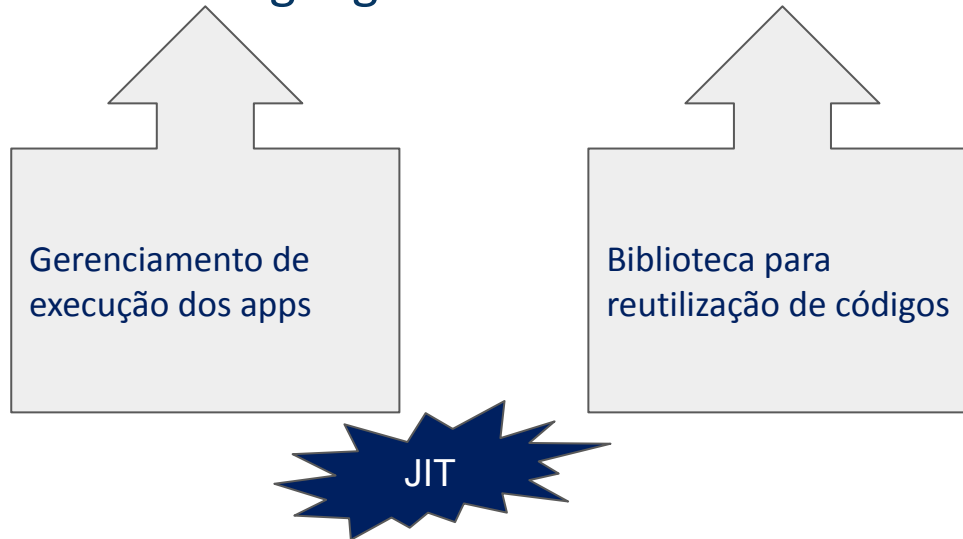 Gerenciamento de
execução dos apps
Biblioteca para
reutilização de códigos
JIT